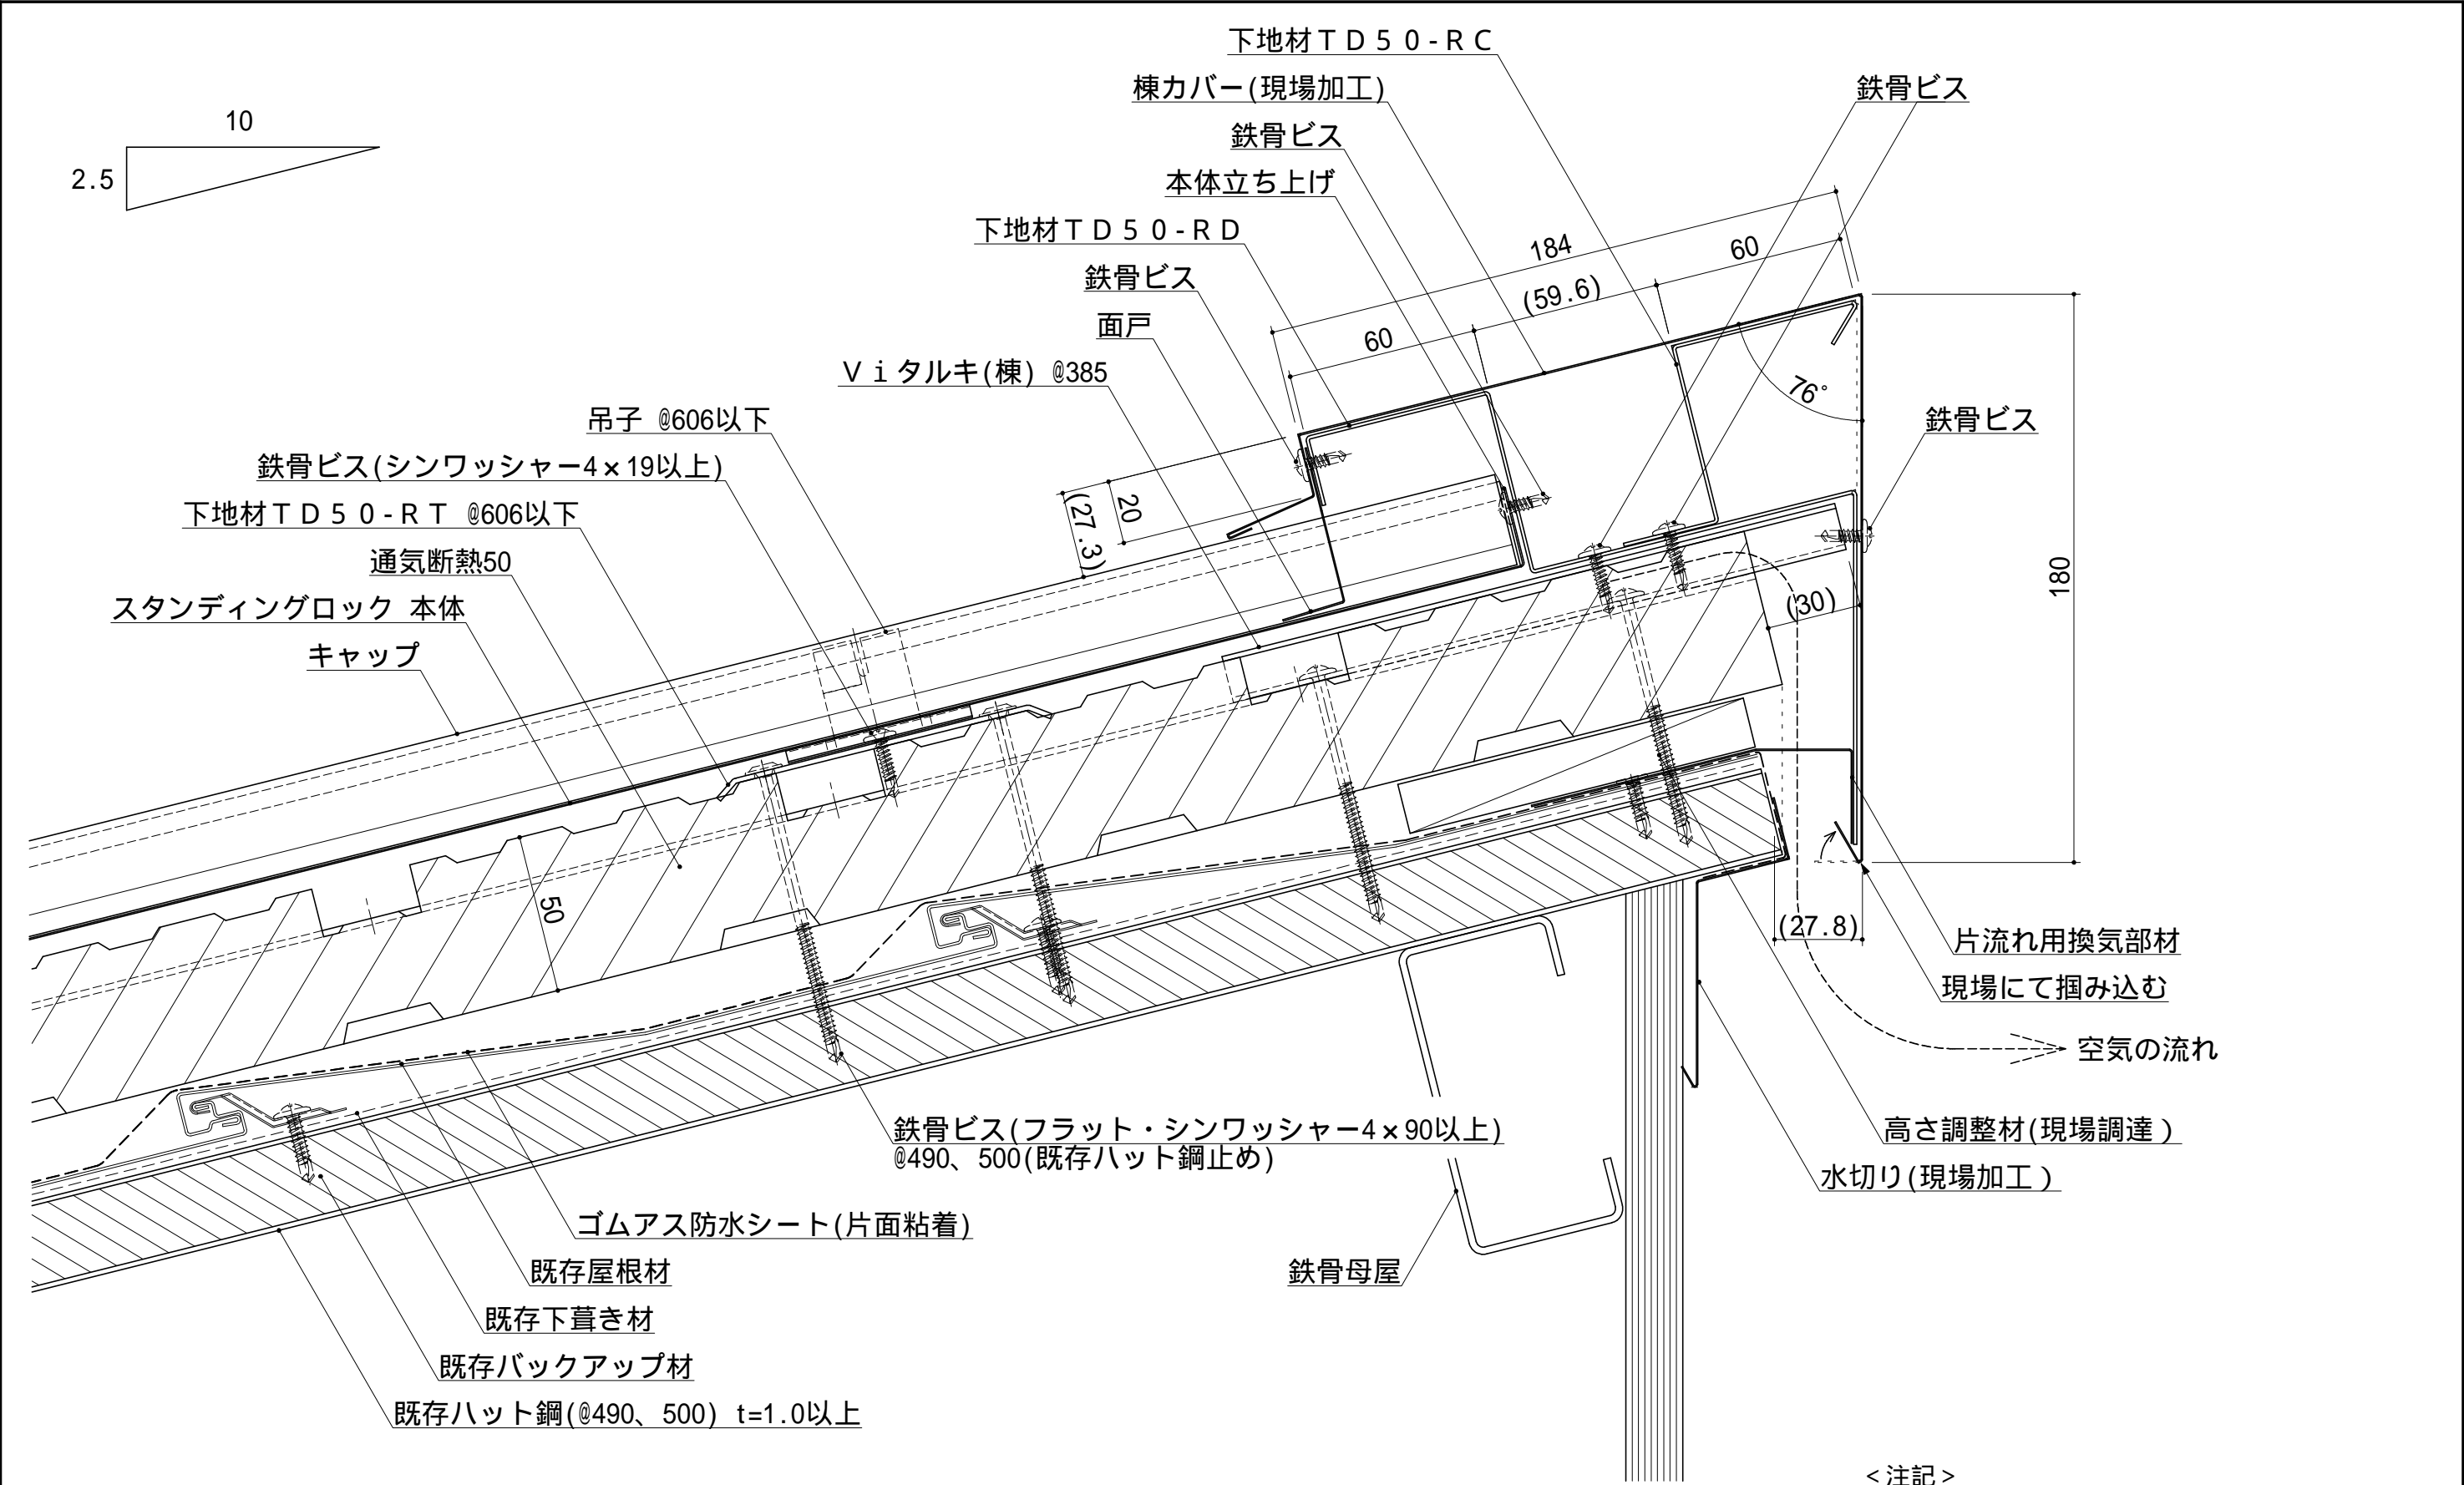 下地材ＴＤ５０-ＲＣ
棟カバー(現場加工)
鉄骨ビス
鉄骨ビス
本体立ち上げ
下地材ＴＤ５０-ＲＤ
鉄骨ビス
面戸
Ｖｉタルキ(棟) @385
吊子 @606以下
鉄骨ビス(シンワッシャー4×19以上)
下地材ＴＤ５０-ＲＴ @606以下
通気断熱50
スタンディングロック 本体
キャップ
10
2.5
184
60
(59.6)
60
76°
鉄骨ビス
20
(27.3)
180
(30)
50
(27.8)
片流れ用換気部材
現場にて掴み込む
空気の流れ
高さ調整材(現場調達)
水切り(現場加工)
鉄骨ビス(フラット・シンワッシャー4×90以上)
@490、500(既存ハット鋼止め)
ゴムアス防水シート(片面粘着)
既存屋根材
鉄骨母屋
既存下葺き材
既存バックアップ材
既存ハット鋼(@490、500) t=1.0以上
<注記>